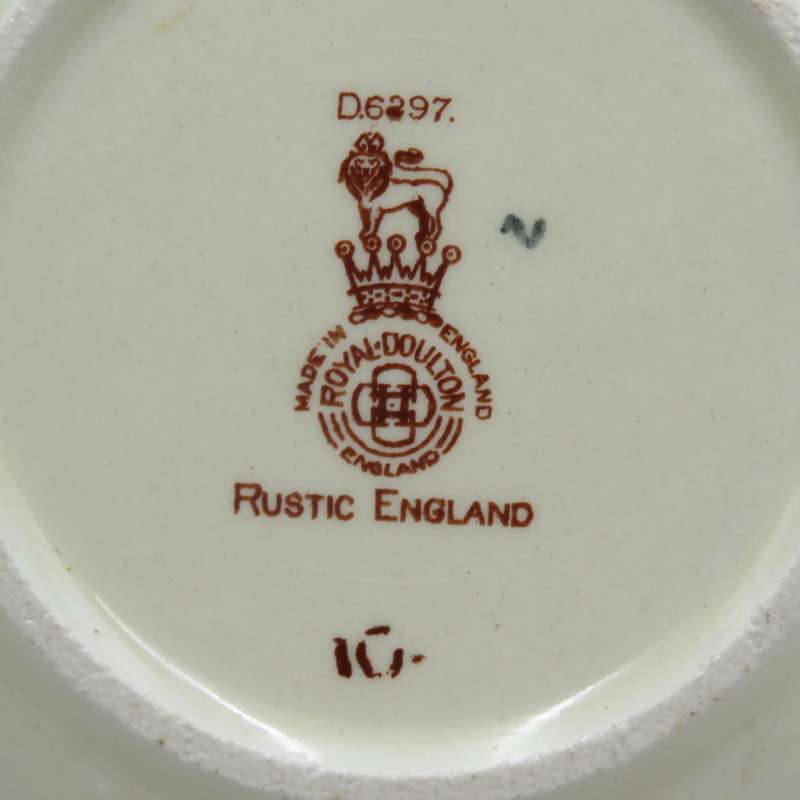 D.6297.
MADE IN ENGLAND
ROYAL·DOULTON
ENGLAND
RUSTIC ENGLAND